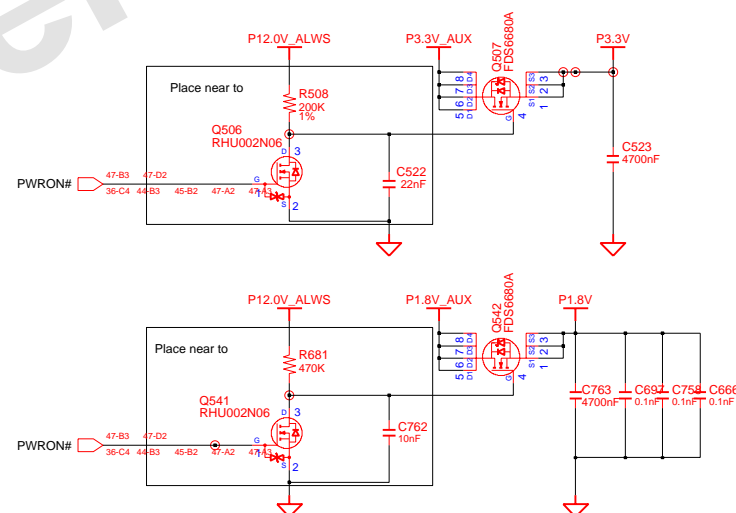 P12.0V_ALWS
P3.3V_AUX
Q507
FDS6680A
P3.3V
Place near to
R508
200K
1%
8 D4
7 D3
6 D2
5 D1
S3 3
S2 2
S1 1
G 4
Q506
RHU002N06
D 3
G 1
S 2
C522
22nF
C523
4700nF
PWRON#
47-B3 47-D2
36-C4 44-B3 45-B2 47-A2 47-A3
P12.0V_ALWS
P1.8V_AUX
Q542
FDS6680A
P1.8V
Place near to
R681
470K
8 D4
7 D3
6 D2
5 D1
S3 3
S2 2
S1 1
G 4
Q541
RHU002N06
D 3
G 1
S 2
C762
10nF
C763
4700nF
C697
0.1nF
C758
0.1nF
C666
0.1nF
PWRON#
47-B3 47-D2
36-C4 44-B3 45-B2 47-A2 47-A3